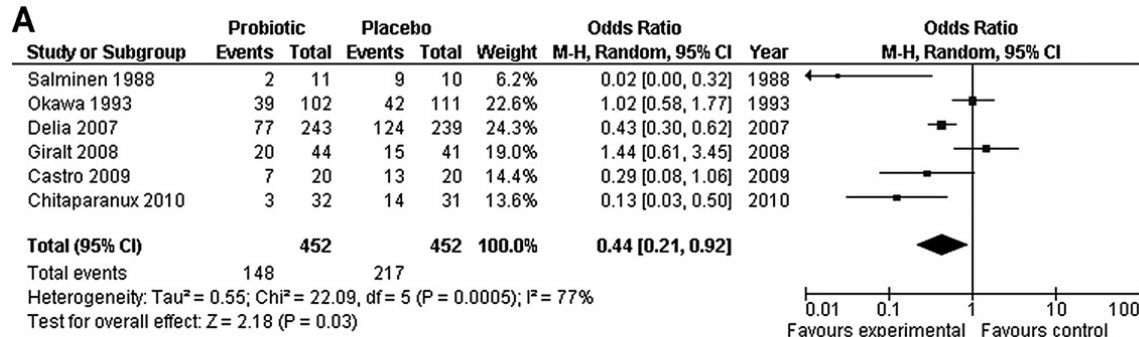 A
Probiotic Placebo Odds Ratio Odds Ratio
Study or Subgroup Events Total Events Total Weight M-H, Random, 95% CI Year M-H, Random, 95% CI
Salminen 1988 2 11 9 10 6.2% 0.02 [0.00, 0.32] 1988
Okawa 1993 39 102 42 111 22.6% 1.02 [0.58, 1.77] 1993
Delia 2007 77 243 124 239 24.3% 0.43 [0.30, 0.62] 2007
Giralt 2008 20 44 15 41 19.0% 1.44 [0.61, 3.45] 2008
Castro 2009 7 20 13 20 14.4% 0.29 [0.08, 1.06] 2009
Chitaparanux 2010 3 32 14 31 13.6% 0.13 [0.03, 0.50] 2010
Total (95% CI) 452 452 100.0% 0.44 [0.21, 0.92]
Total events 148 217
Heterogeneity: Tau² = 0.55; Chi² = 22.09, df = 5 (P = 0.0005); I² = 77%
Test for overall effect: Z = 2.18 (P = 0.03)
0.01 0.1 1 10 100
Favours experimental Favours control